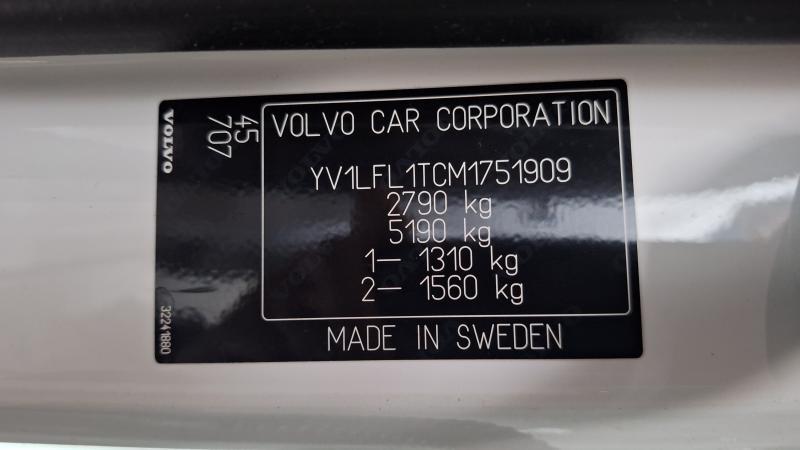 VOLVO
45
707
VOLVO CAR CORPORATION
YV1LFL1TCM1751909
2790 kg
5190 kg
1— 1310 kg
2— 1560 kg
MADE IN SWEDEN
32241880